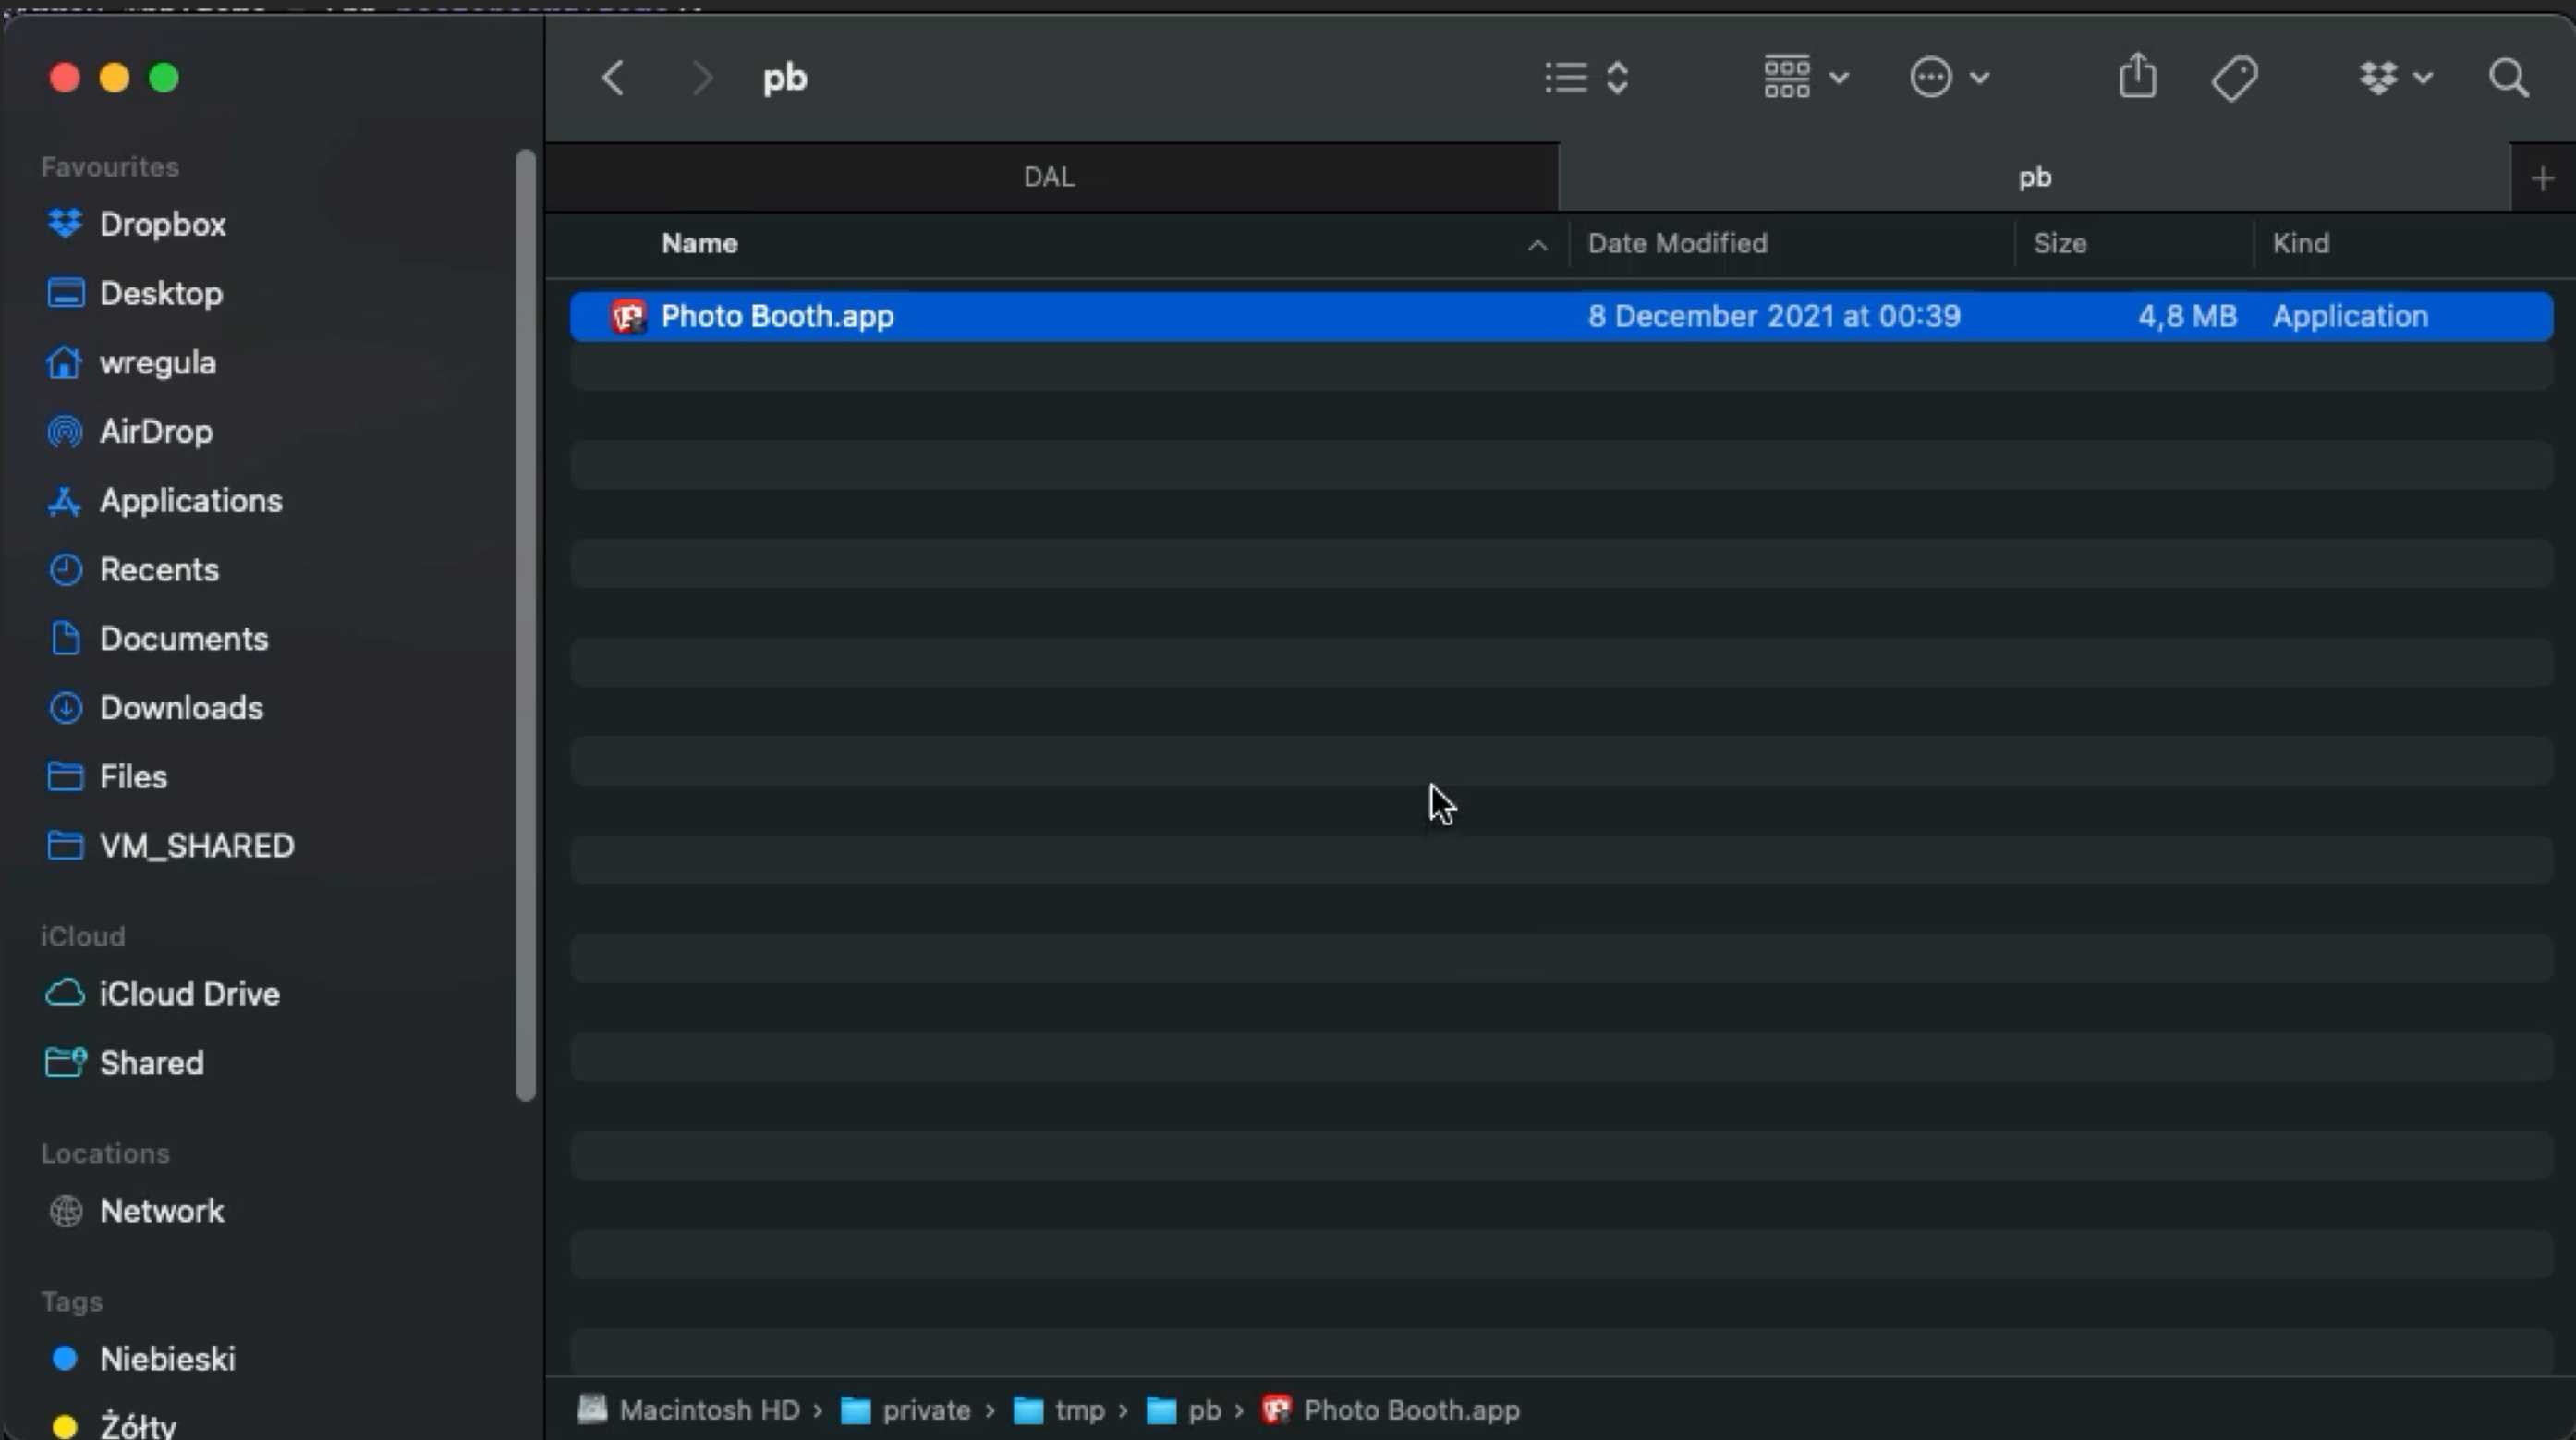 pb
DAL
pb
Name
Date Modified
Size
Kind
Photo Booth.app
8 December 2021 at 00:39
4,8 MB
Application
Favourites
Dropbox
Desktop
wregula
AirDrop
Applications
Recents
Documents
Downloads
Files
VM_SHARED
iCloud
iCloud Drive
Shared
Locations
Network
Tags
Niebieski
Żółty
Macintosh HD › private › tmp › pb › Photo Booth.app